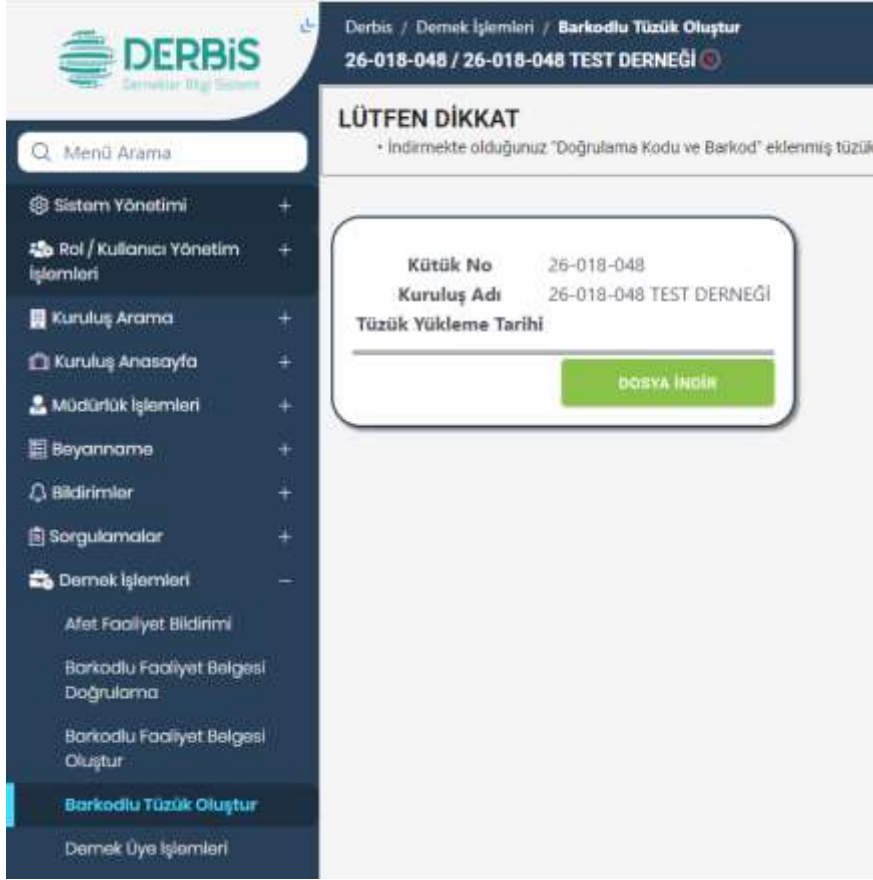 DERBİS
Dernekler Bilgi Sistemi
Derbis / Dernek İşlemleri / Barkodlu Tüzük Oluştur
26-018-048 / 26-018-048 TEST DERNEĞİ
LÜTFEN DİKKAT
• İndirmekte olduğunuz "Doğrulama Kodu ve Barkod" eklenmiş tüzük
Menü Arama
Sistem Yönetimi +
Rol / Kullanıcı Yönetim +
İşlemleri
Kuruluş Arama +
Kuruluş Anasayfa +
Müdürlük İşlemleri +
Beyanname +
Bildirimler +
Sorgulamalar +
Dernek İşlemleri –
Afet Faaliyet Bildirimi
Barkodlu Faaliyet Belgesi
Doğrulama
Barkodlu Faaliyet Belgesi
Oluştur
Barkodlu Tüzük Oluştur
Dernek Üye İşlemleri
Kütük No 26-018-048
Kuruluş Adı 26-018-048 TEST DERNEĞİ
Tüzük Yükleme Tarihi
DOSYA İNDİR